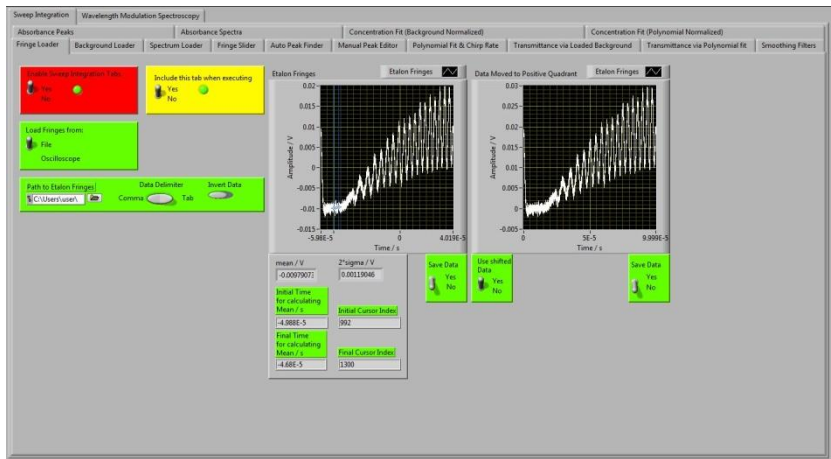 Sweep Integration Wavelength Modulation Spectroscopy
Absorbance Peaks Absorbance Spectra Concentration Fit (Background Normalized) Concentration Fit (Polynomial Normalized)
Fringe Loader Background Loader Spectrum Loader Fringe Slider Auto Peak Finder Manual Peak Editor Polynomial Fit & Chirp Rate Transmittance via Loaded Background Transmittance via Polynomial fit Smoothing Filters
Enable Sweep Integration Tab
Yes
No
Include this tab when executing
Yes
No
Load Fringes from:
File
Oscilloscope
Path to Etalon Fringes
C:\Users\user\
Data Delimiter
Comma Tab
Invert Data
Etalon Fringes Etalon Fringes
Amplitude / V
0.02
0.015
0.01
0.005
0
-0.005
-0.01
-0.015
-5.98E-5 0 4.019E-5
Time / s
Data Moved to Positive Quadrant Etalon Fringes
Amplitude / V
0.03
0.025
0.02
0.015
0.01
0.005
0
-0.005
0 5E-5 9.999E-5
Time / s
mean / V 2*sigma / V
-0.0097907 0.00119046
Initial Time
for calculating
Mean / s
-4.988E-5
Initial Cursor Index
992
Final Time
for calculating
Mean / s
-4.68E-5
Final Cursor Index
1300
Save Data
Yes
No
Use shifted
Data
Yes
No
Save Data
Yes
No